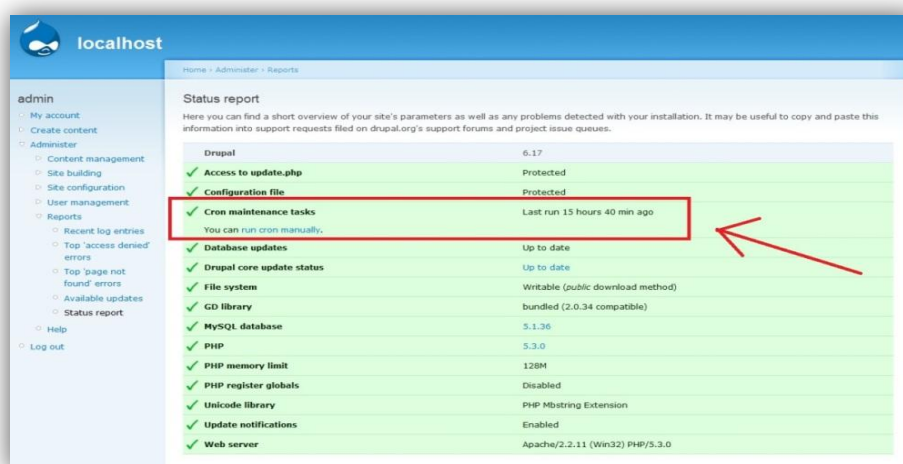 localhost
Home › Administer › Reports
admin
My account
Create content
Administer
Content management
Site building
Site configuration
User management
Reports
Recent log entries
Top 'access denied'
errors
Top 'page not
found' errors
Available updates
Status report
Help
Log out
Status report
Here you can find a short overview of your site's parameters as well as any problems detected with your installation. It may be useful to copy and paste this
information into support requests filed on drupal.org's support forums and project issue queues.
Drupal 6.17
Access to update.php Protected
Configuration file Protected
Cron maintenance tasks Last run 15 hours 40 min ago
You can run cron manually.
Database updates Up to date
Drupal core update status Up to date
File system Writable (public download method)
GD library bundled (2.0.34 compatible)
MySQL database 5.1.36
PHP 5.3.0
PHP memory limit 128M
PHP register globals Disabled
Unicode library PHP Mbstring Extension
Update notifications Enabled
Web server Apache/2.2.11 (Win32) PHP/5.3.0